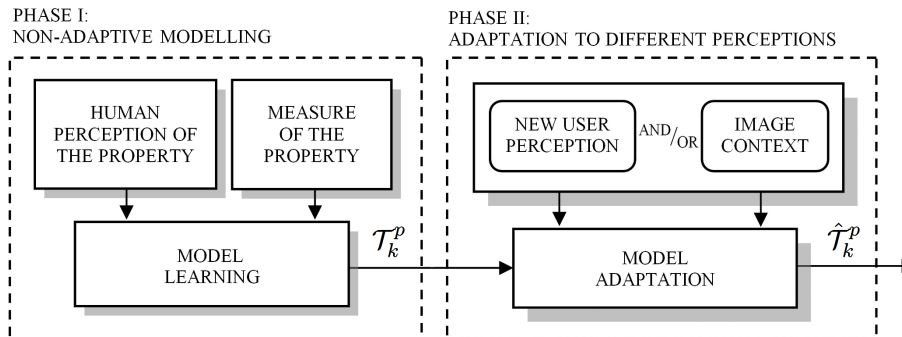 PHASE I:
NON-ADAPTIVE MODELLING
HUMAN
PERCEPTION OF
THE PROPERTY
MEASURE
OF THE
PROPERTY
MODEL
LEARNING
𝒯_k^p
PHASE II:
ADAPTATION TO DIFFERENT PERCEPTIONS
NEW USER
PERCEPTION
AND/OR
IMAGE
CONTEXT
MODEL
ADAPTATION
𝒯̂_k^p